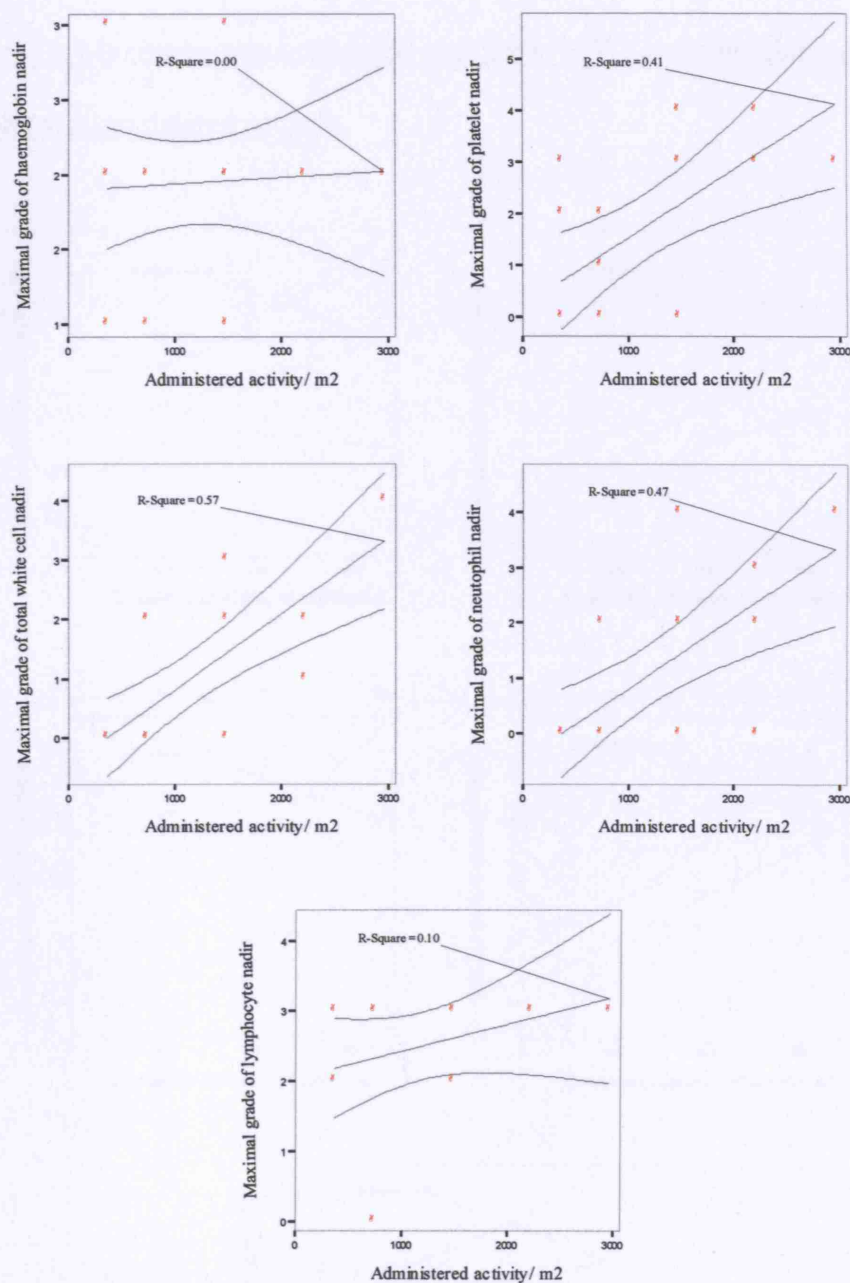 Maximal grade of haemoglobin nadir
3
3
2
2
1
R-Square = 0.00
0 1000 2000 3000
Administered activity/ m2
Maximal grade of platelet nadir
5
4
3
2
1
0
R-Square = 0.41
0 1000 2000 3000
Administered activity/ m2
Maximal grade of total white cell nadir
4
3
2
1
0
R-Square = 0.57
0 1000 2000 3000
Administered activity/ m2
Maximal grade of neutophil nadir
4
3
2
1
0
R-Square = 0.47
0 1000 2000 3000
Administered activity/ m2
Maximal grade of lymphocyte nadir
4
3
2
1
0
R-Square = 0.10
0 1000 2000 3000
Administered activity/ m2